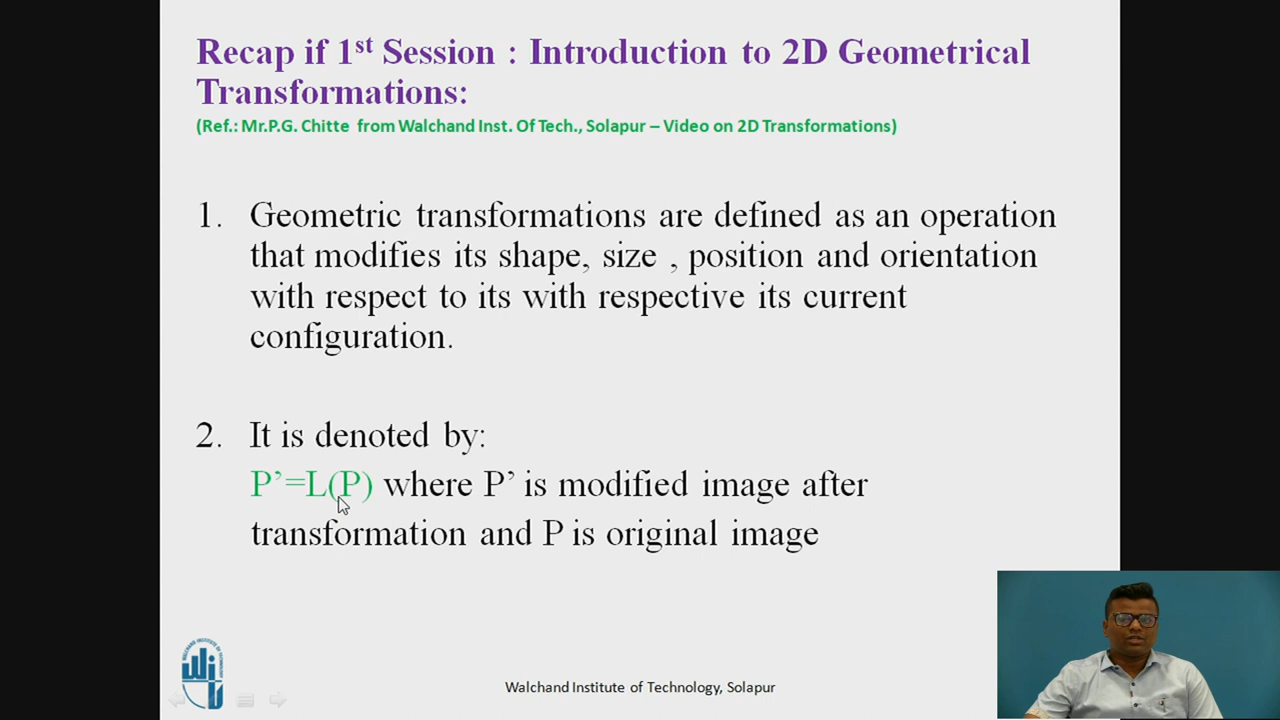 Recap if 1st Session : Introduction to 2D Geometrical
Transformations:
(Ref.: Mr.P.G. Chitte from Walchand Inst. Of Tech., Solapur – Video on 2D Transformations)
1. Geometric transformations are defined as an operation
that modifies its shape, size , position and orientation
with respect to its with respective its current
configuration.
2. It is denoted by:
P’=L(P) where P’ is modified image after
transformation and P is original image
Walchand Institute of Technology, Solapur